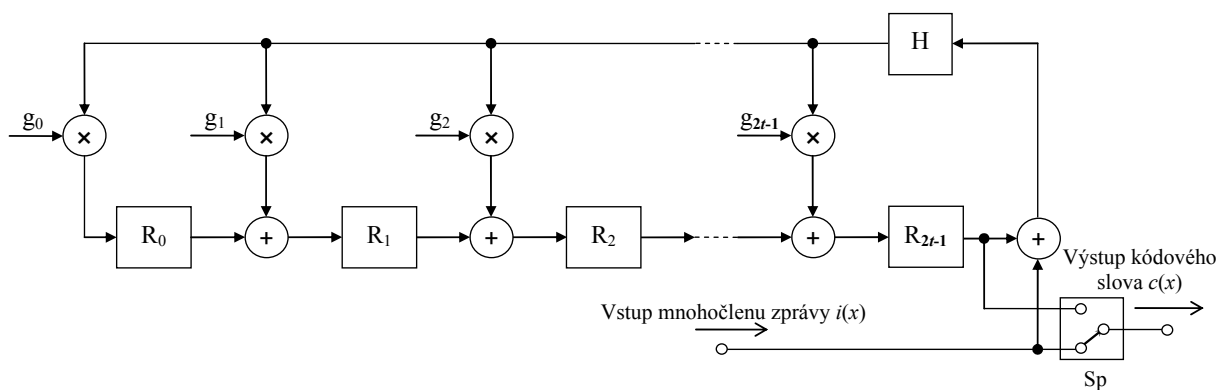 H
g0
g1
g2
g2t-1
×
×
×
×
R0
+
R1
+
R2
+
R2t-1
+
Výstup kódového
slova c(x)
Vstup mnohočlenu zprávy i(x)
Sp